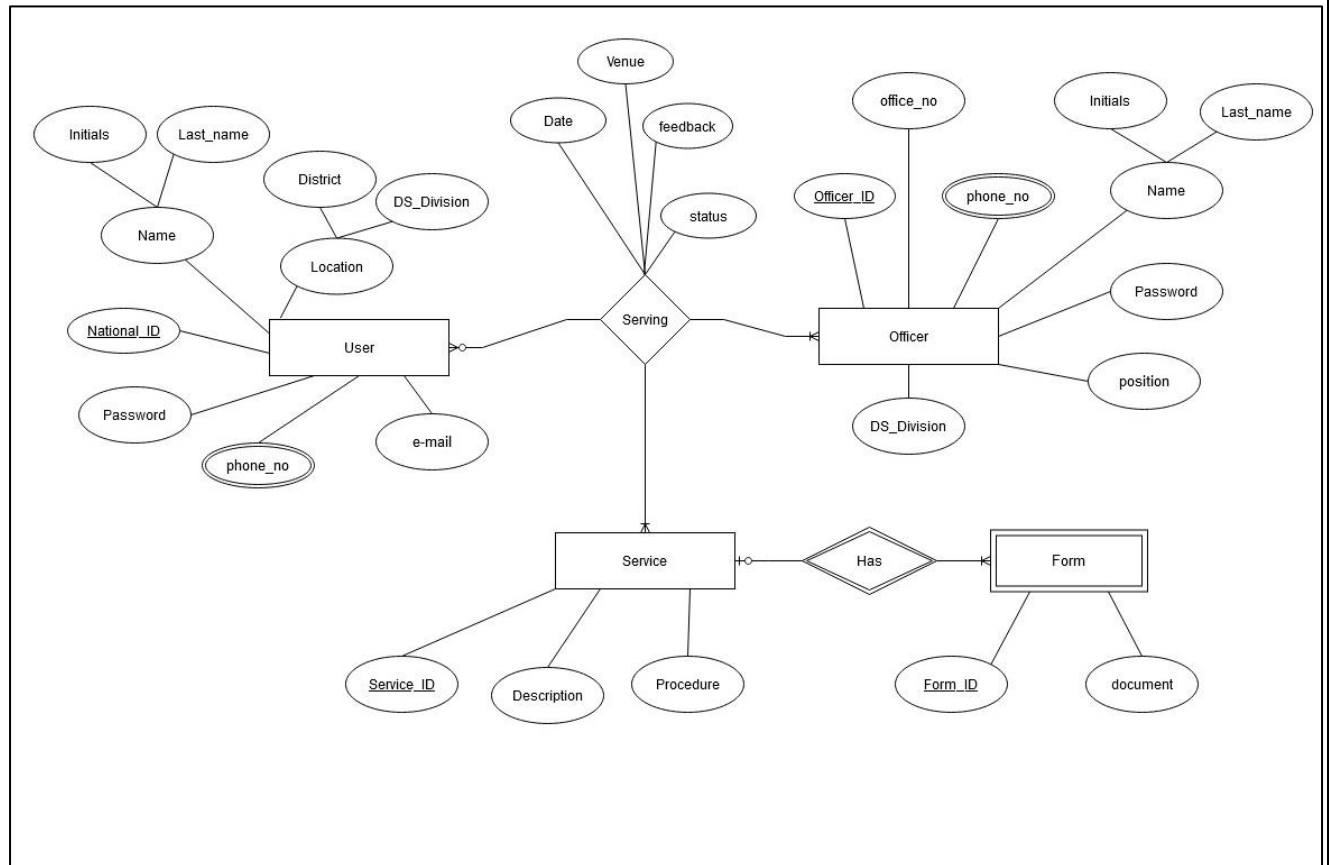 Venue
office_no
Initials
Last_name
Date
feedback
Initials
Last_name
District
DS_Division
status
Officer_ID
phone_no
Name
Name
Location
Password
National_ID
User
Serving
Officer
position
Password
phone_no
e-mail
DS_Division
Service
Has
Form
Service_ID
Description
Procedure
Form_ID
document